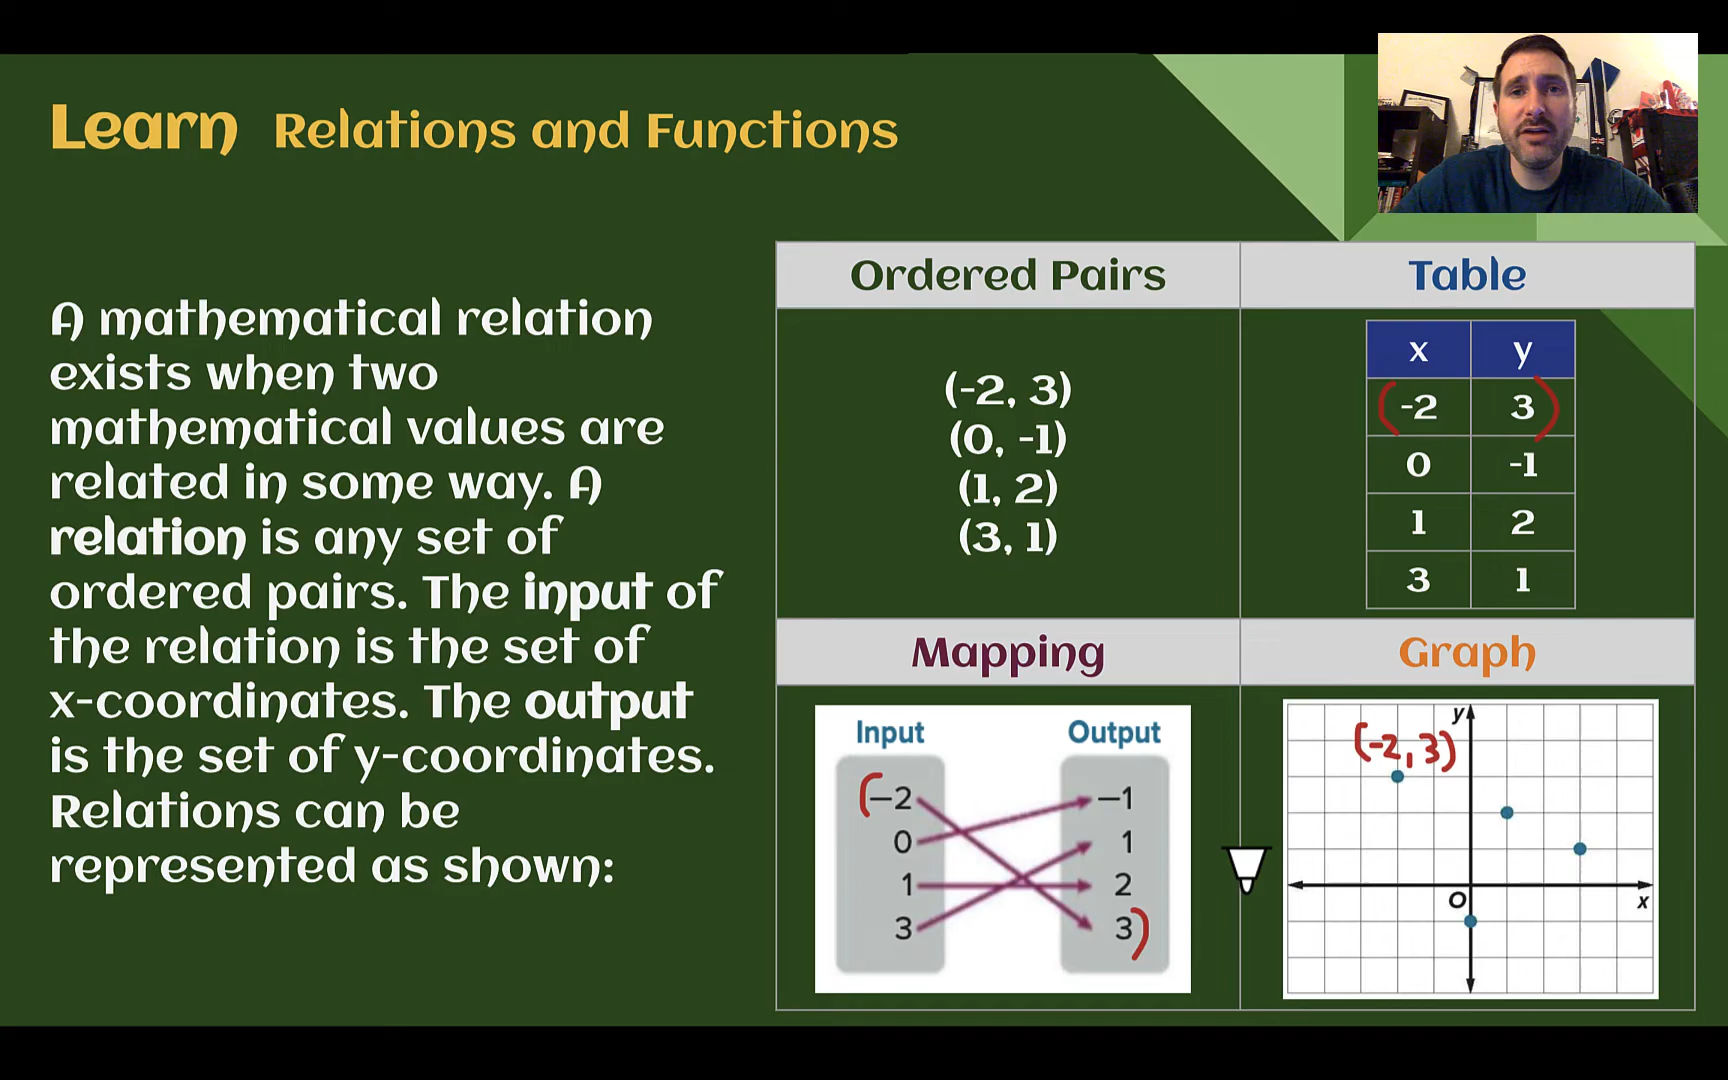 Learn Relations and Functions
A mathematical relation
exists when two
mathematical values are
related in some way. A
relation is any set of
ordered pairs. The input of
the relation is the set of
x-coordinates. The output
is the set of y-coordinates.
Relations can be
represented as shown:
Ordered Pairs
(-2, 3)
(0, -1)
(1, 2)
(3, 1)
Table
x y
(-2 3)
0 -1
1 2
3 1
Mapping
Input Output
(−2 −1
0 1
1 2
3 3)
Graph
y
(-2, 3)
O
x